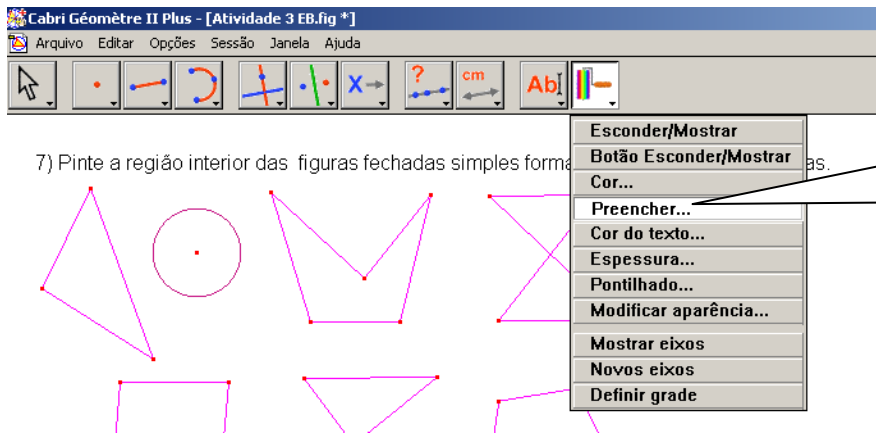 Cabri Géomètre II Plus - [Atividade 3 EB.fig *]
Arquivo Editar Opções Sessão Janela Ajuda
X ? cm Ab
7) Pinte a região interior das figuras fechadas simples forma as.
Esconder/Mostrar
Botão Esconder/Mostrar
Cor...
Preencher...
Cor do texto...
Espessura...
Pontilhado...
Modificar aparência...
Mostrar eixos
Novos eixos
Definir grade